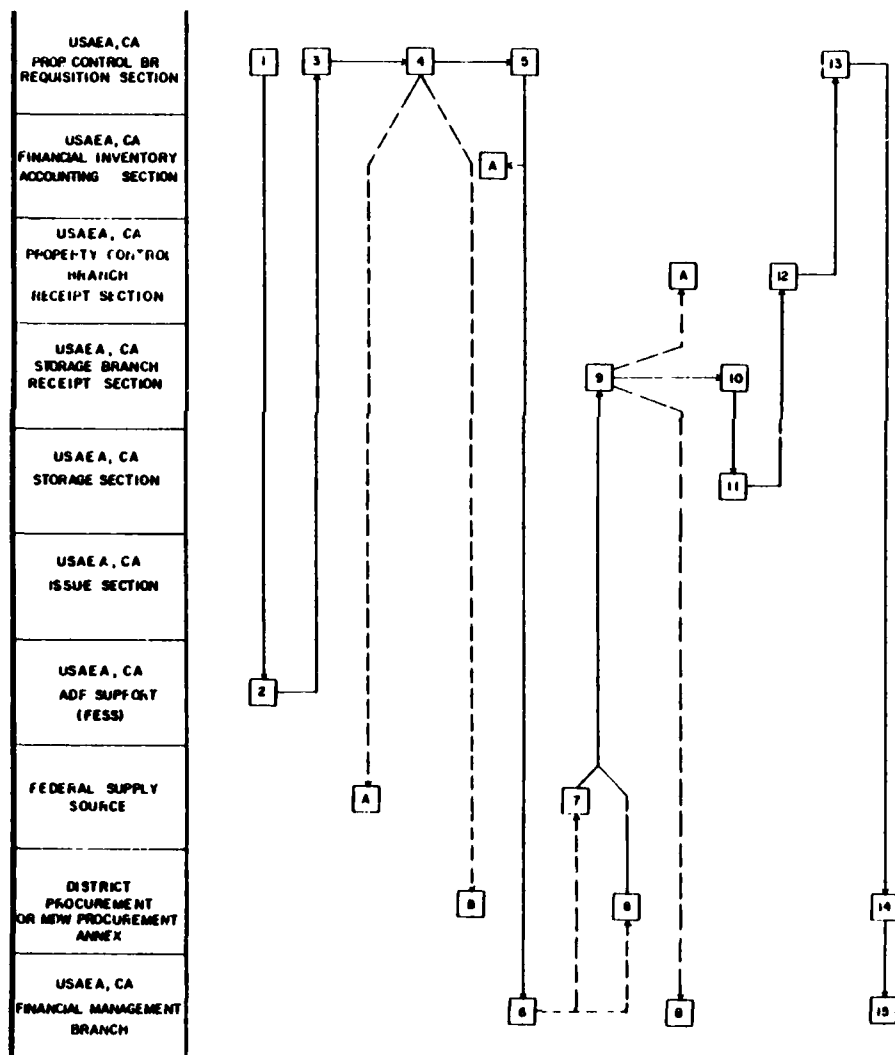 USAEA, CA
PROP CONTROL BR
REQUISITION SECTION
1
3
4
5
13
USAEA, CA
FINANCIAL INVENTORY
ACCOUNTING SECTION
A
USAEA, CA
PROPERTY CONTROL
BRANCH
RECEIPT SECTION
A
12
USAEA, CA
STORAGE BRANCH
RECEIPT SECTION
9
10
USAEA, CA
STORAGE SECTION
11
USAEA, CA
ISSUE SECTION
USAEA, CA
ADF SUPPORT
(FESS)
2
FEDERAL SUPPLY
SOURCE
A
7
DISTRICT
PROCUREMENT
OR MDW PROCUREMENT
ANNEX
B
8
14
USAEA, CA
FINANCIAL MANAGEMENT
BRANCH
6
B
15